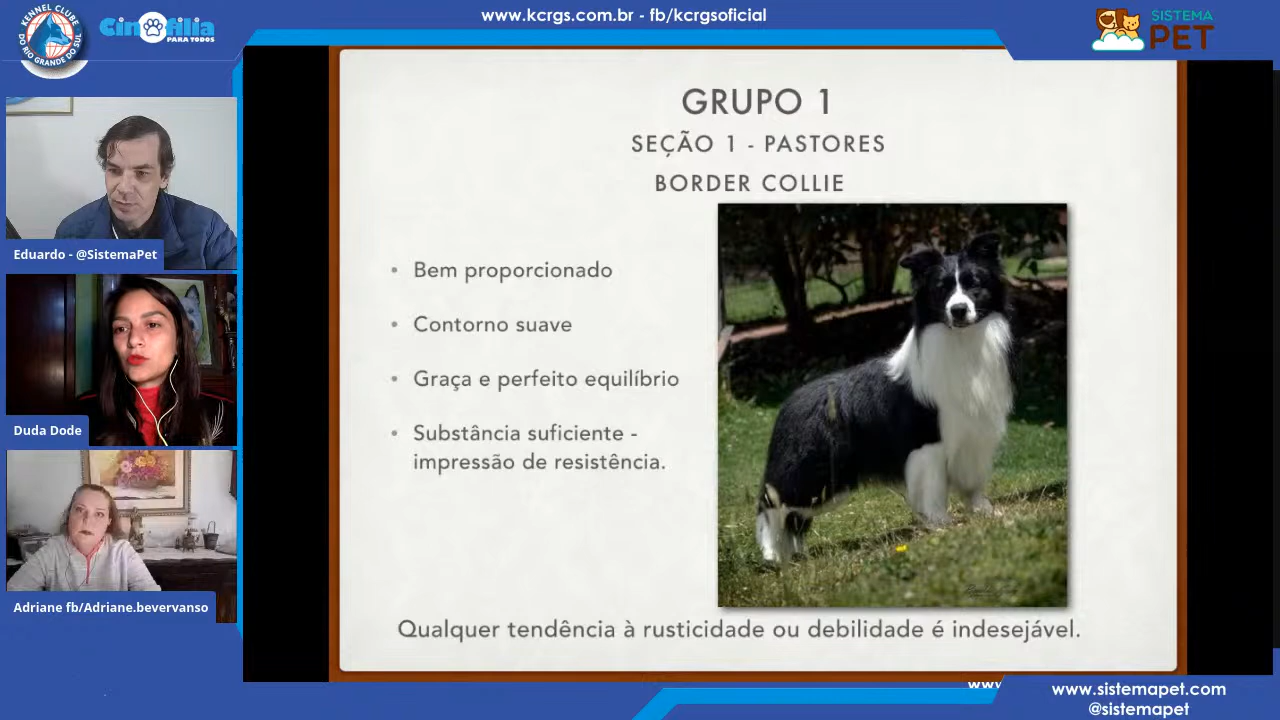 www.kcrgs.com.br - fb/kcrgsoficial
KENNEL CLUBE
DO RIO GRANDE DO SUL
Cinofilia
PARA TODOS
SISTEMA
PET
Eduardo - @SistemaPet
Duda Dode
Adriane fb/Adriane.bevervanso
GRUPO 1
SEÇÃO 1 - PASTORES
BORDER COLLIE
• Bem proporcionado
• Contorno suave
• Graça e perfeito equilíbrio
• Substância suficiente -
impressão de resistência.
Qualquer tendência à rusticidade ou debilidade é indesejável.
www
www.sistemapet.com
@sistemapet